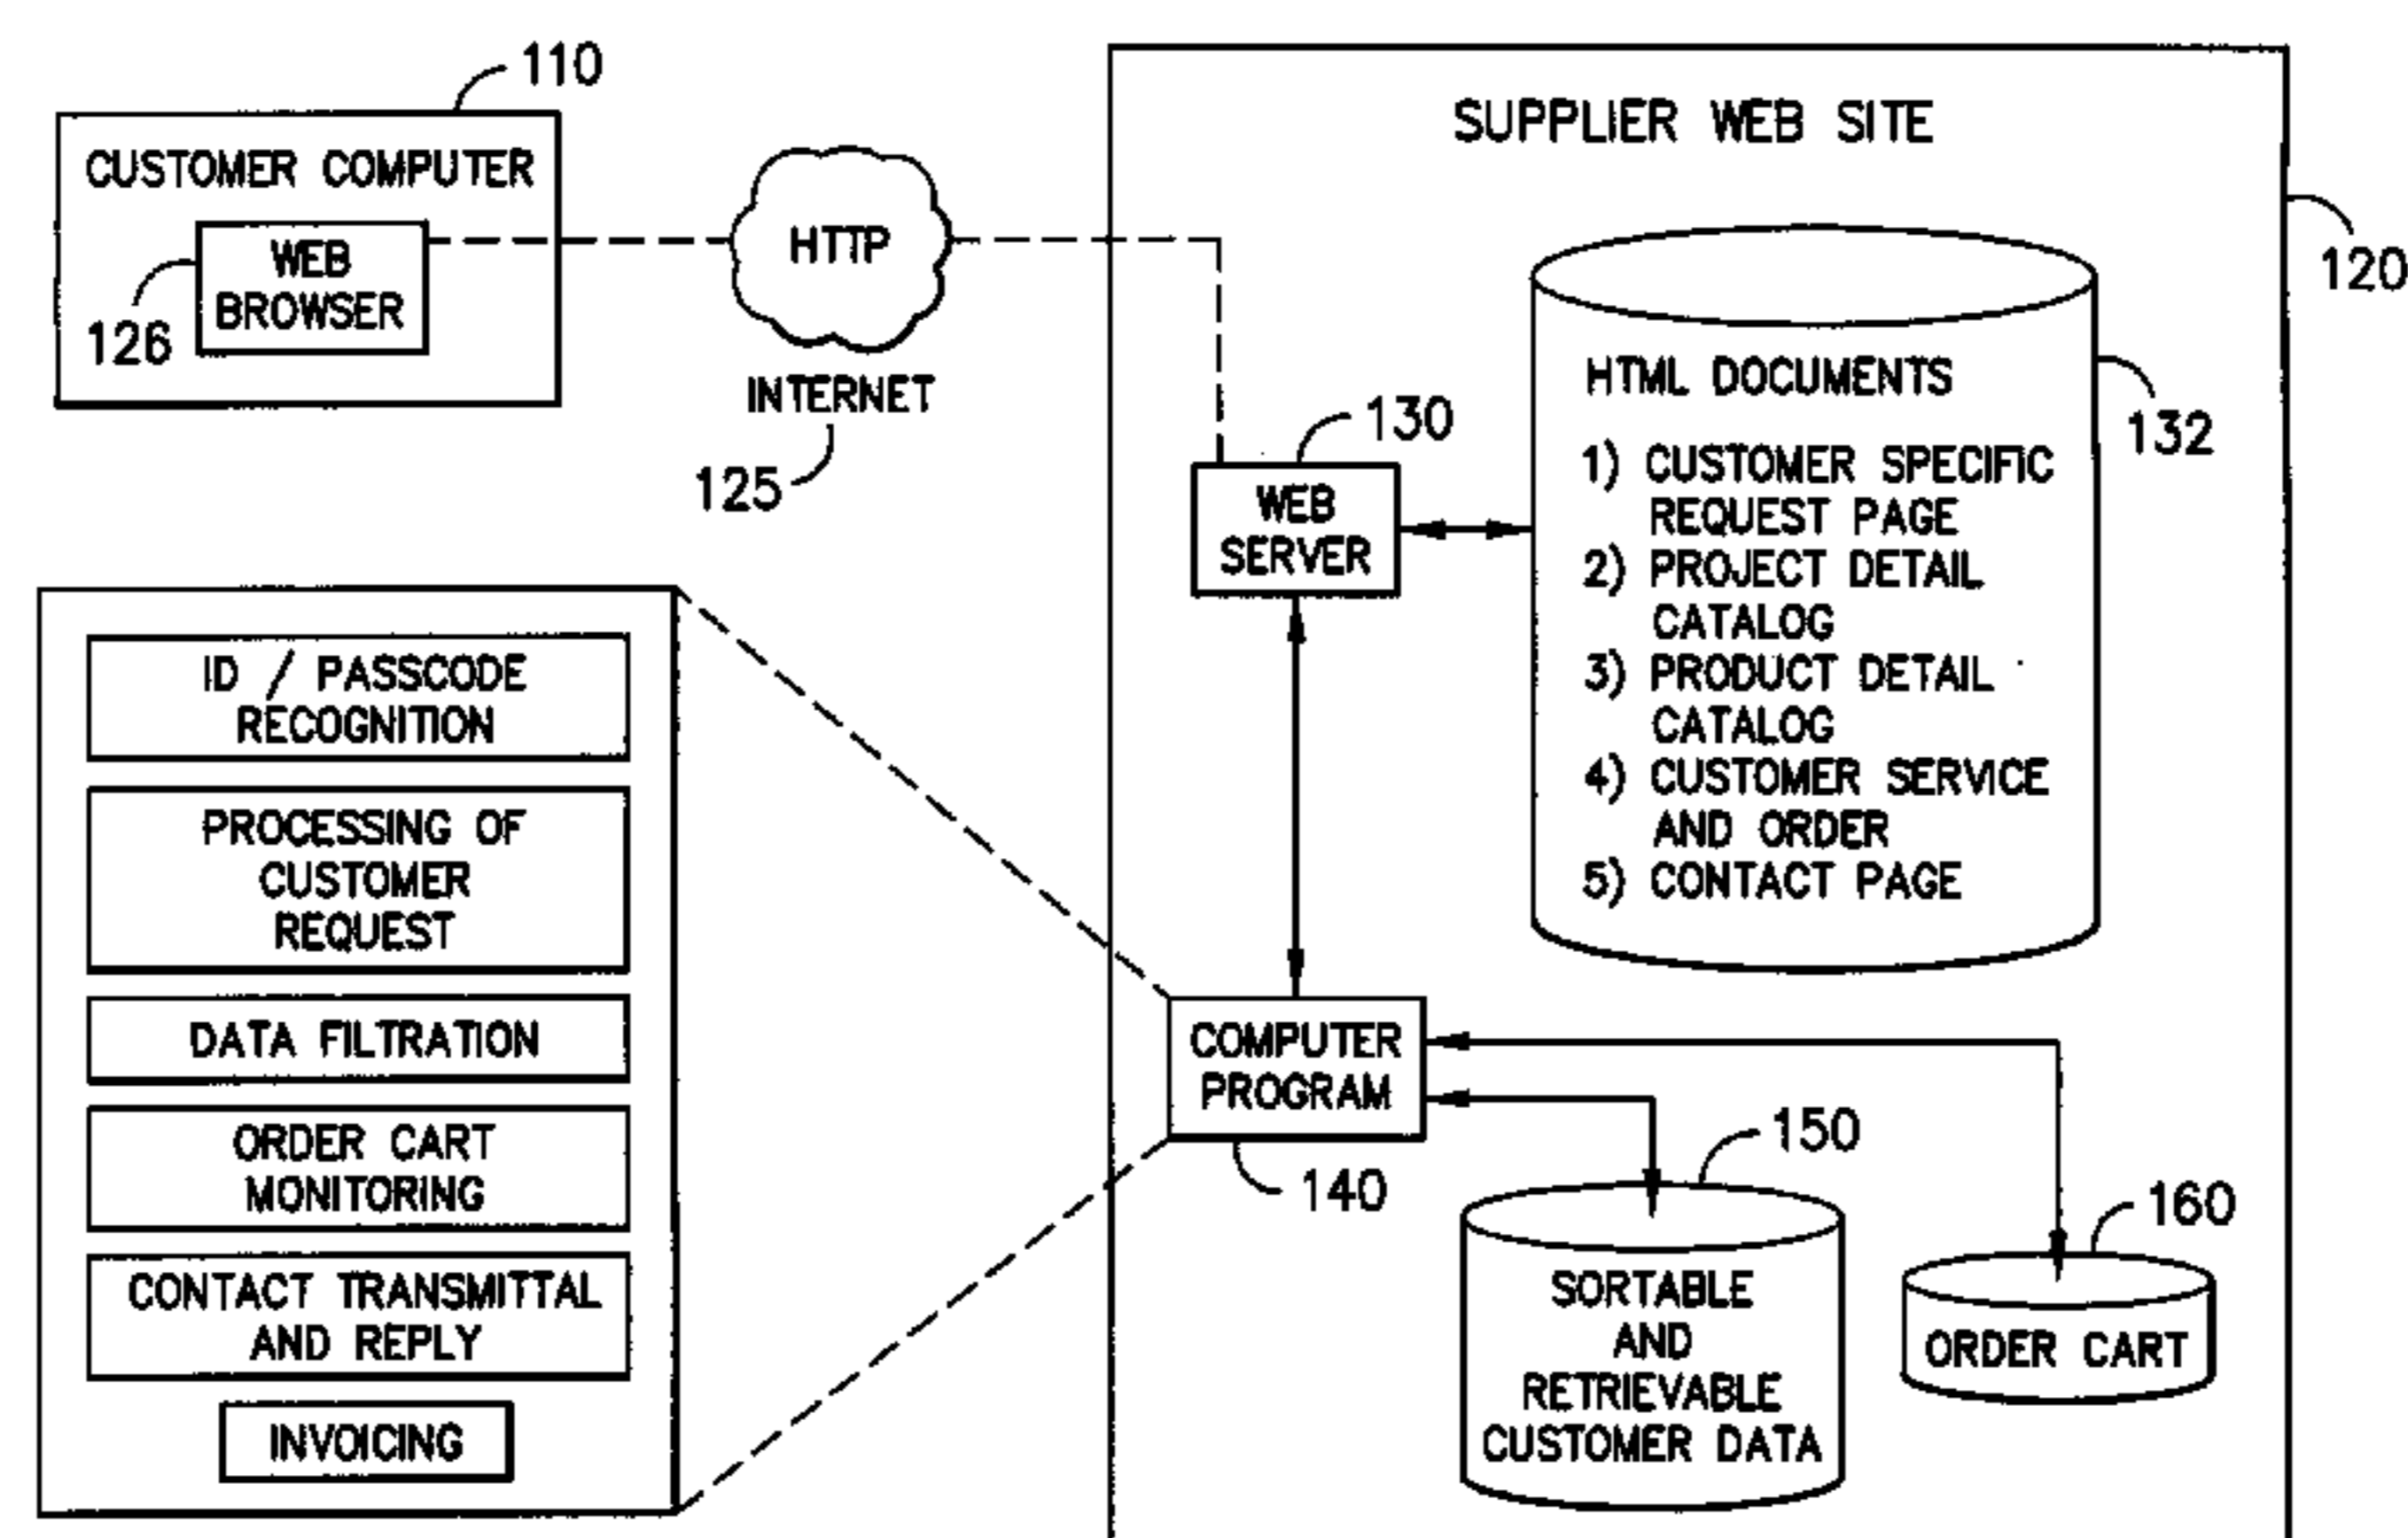 110
CUSTOMER COMPUTER
WEB
BROWSER
126
HTTP
INTERNET
125
SUPPLIER WEB SITE
120
130
WEB
SERVER
HTML DOCUMENTS
132
1) CUSTOMER SPECIFIC
REQUEST PAGE
2) PROJECT DETAIL
CATALOG
3) PRODUCT DETAIL
CATALOG
4) CUSTOMER SERVICE
AND ORDER
5) CONTACT PAGE
ID / PASSCODE
RECOGNITION
PROCESSING OF
CUSTOMER
REQUEST
DATA FILTRATION
ORDER CART
MONITORING
CONTACT TRANSMITTAL
AND REPLY
INVOICING
COMPUTER
PROGRAM
140
150
SORTABLE
AND
RETRIEVABLE
CUSTOMER DATA
160
ORDER CART